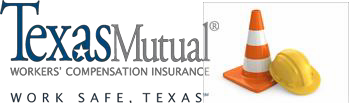 TexasMutual®
WORKERS' COMPENSATION INSURANCE
WORK SAFE, TEXAS℠